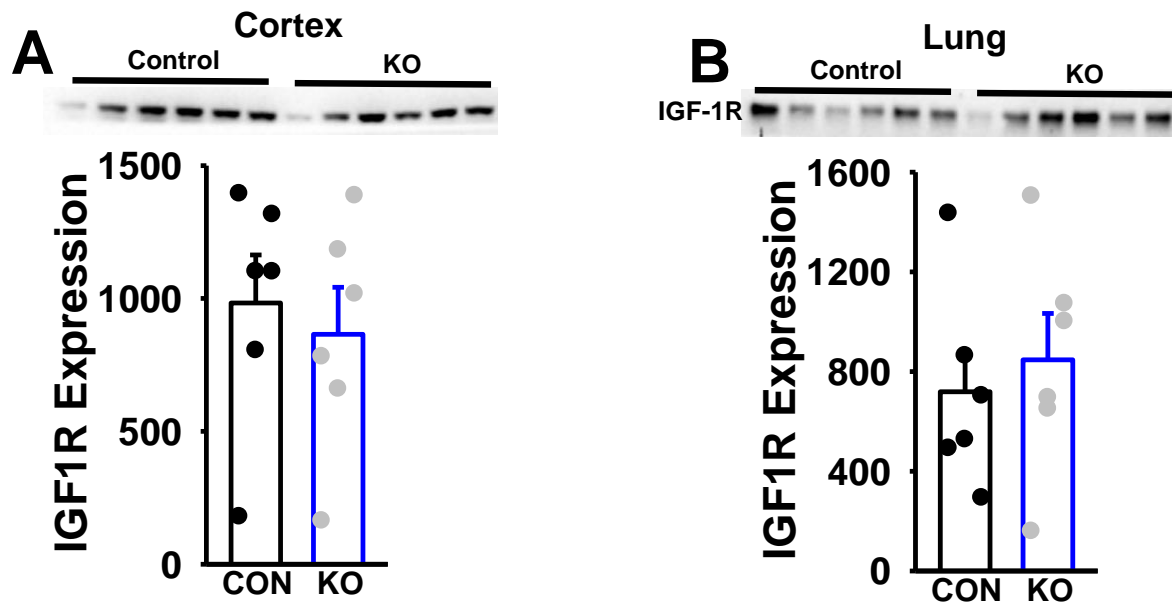 A
Cortex
Control
KO
IGF1R Expression
1500
1000
500
0
CON
KO
B
Lung
Control
KO
IGF-1R
IGF1R Expression
1600
1200
800
400
0
CON
KO